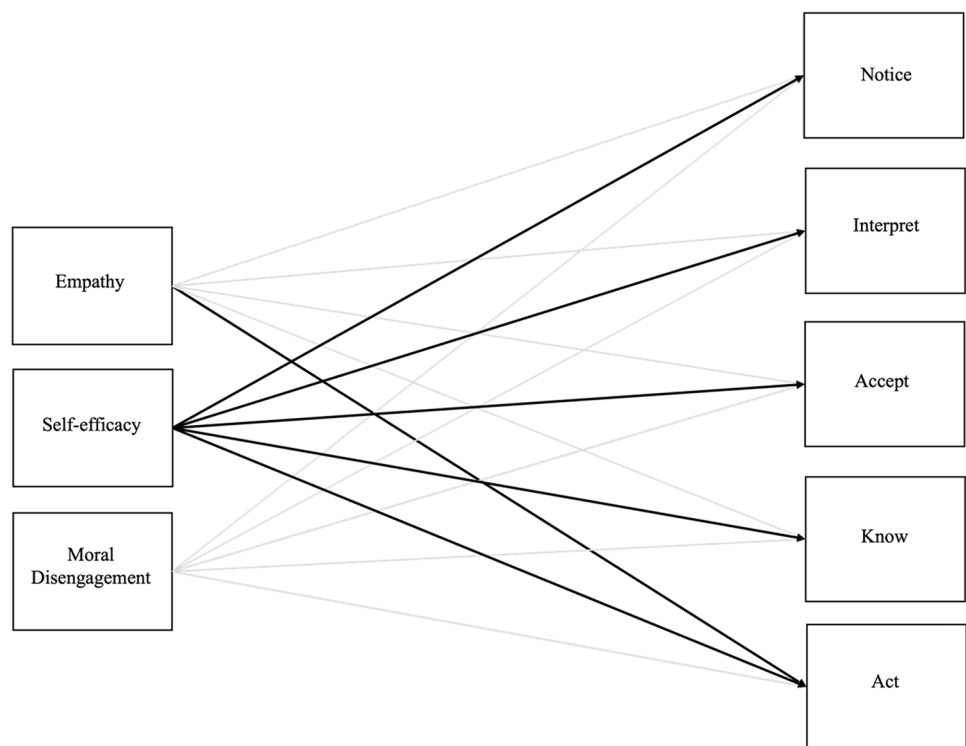 Empathy
Self-efficacy
Moral
Disengagement
Notice
Interpret
Accept
Know
Act